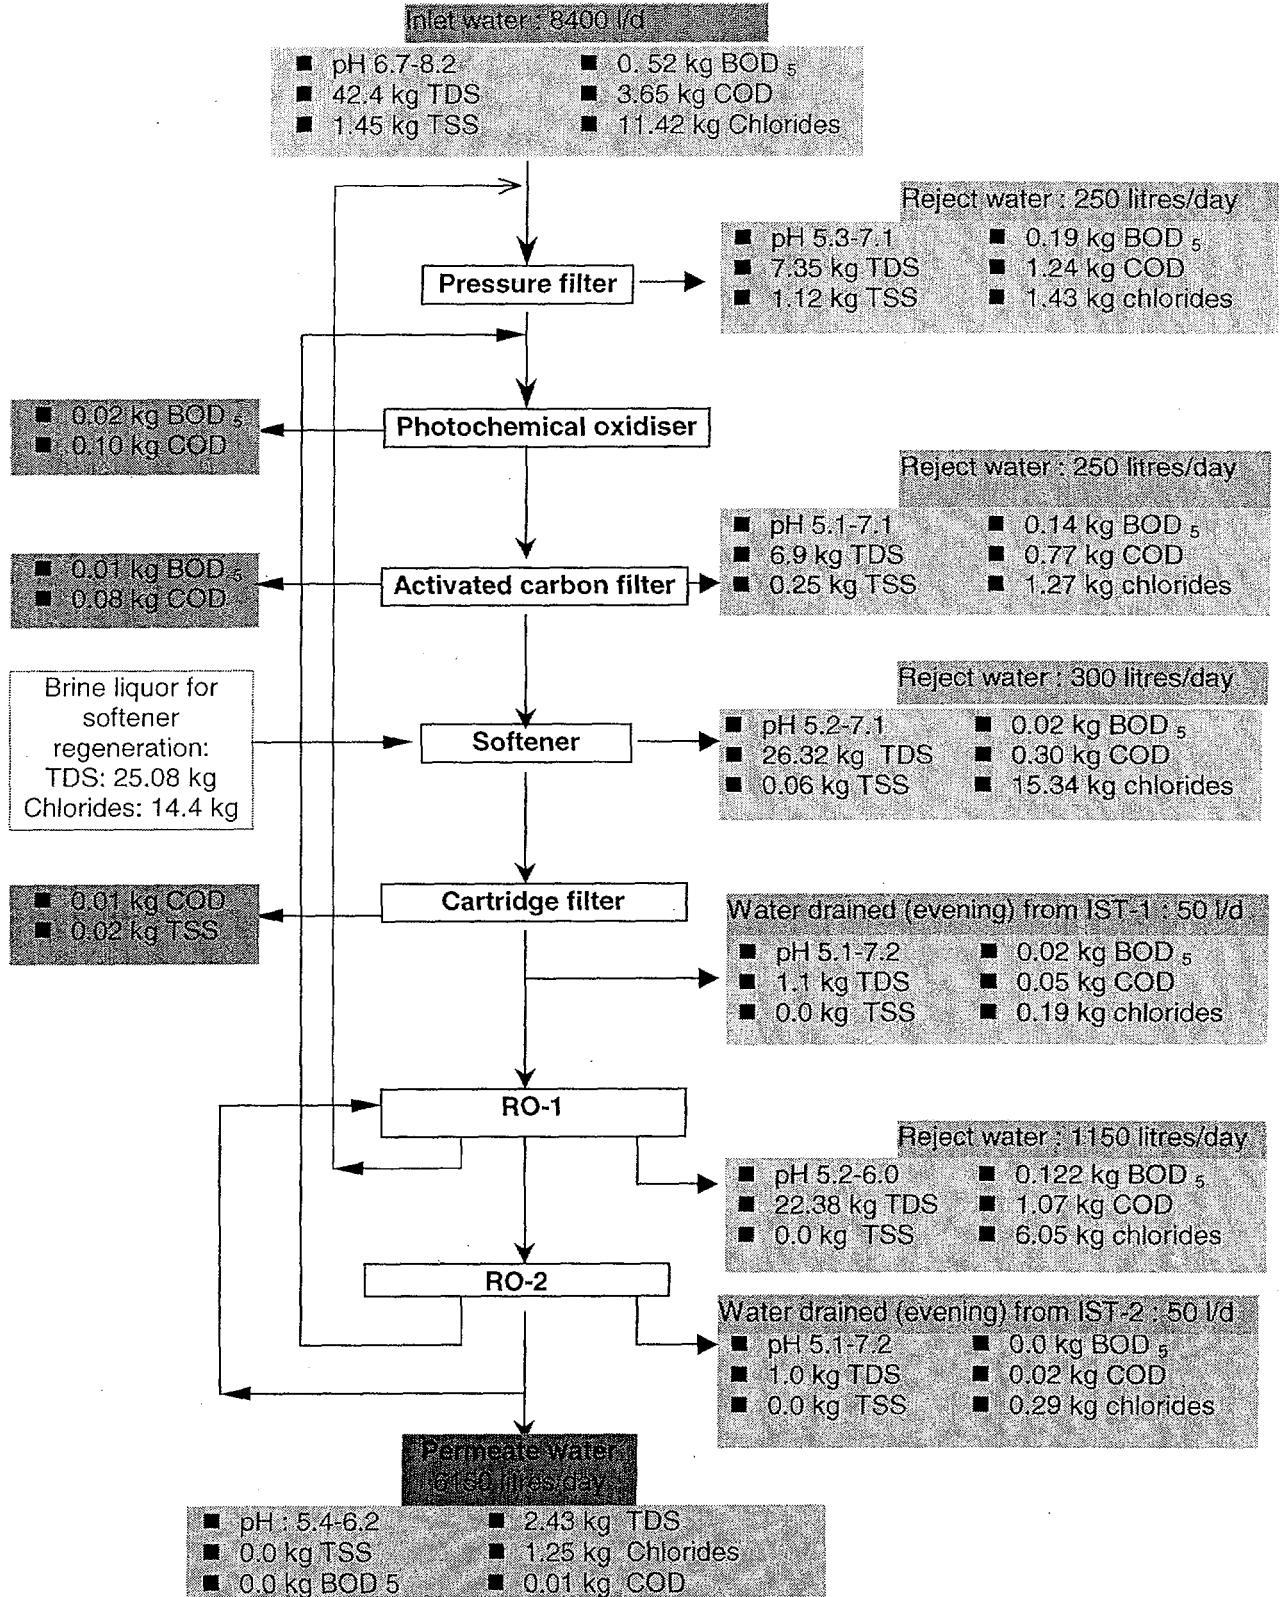 Inlet water : 8400 l/d
■ pH 6.7-8.2 ■ 0. 52 kg BOD 5
■ 42.4 kg TDS ■ 3.65 kg COD
■ 1.45 kg TSS ■ 11.42 kg Chlorides
Reject water : 250 litres/day
■ pH 5.3-7.1 ■ 0.19 kg BOD 5
■ 7.35 kg TDS ■ 1.24 kg COD
■ 1.12 kg TSS ■ 1.43 kg chlorides
Pressure filter
■ 0.02 kg BOD 5
■ 0.10 kg COD
Photochemical oxidiser
Reject water : 250 litres/day
■ pH 5.1-7.1 ■ 0.14 kg BOD 5
■ 6.9 kg TDS ■ 0.77 kg COD
■ 0.25 kg TSS ■ 1.27 kg chlorides
■ 0.01 kg BOD 5
■ 0.08 kg COD
Activated carbon filter
Brine liquor for
softener
regeneration:
TDS: 25.08 kg
Chlorides: 14.4 kg
Softener
Reject water : 300 litres/day
■ pH 5.2-7.1 ■ 0.02 kg BOD 5
■ 26.32 kg TDS ■ 0.30 kg COD
■ 0.06 kg TSS ■ 15.34 kg chlorides
■ 0.01 kg COD
■ 0.02 kg TSS
Cartridge filter
Water drained (evening) from IST-1 : 50 l/d
■ pH 5.1-7.2 ■ 0.02 kg BOD 5
■ 1.1 kg TDS ■ 0.05 kg COD
■ 0.0 kg TSS ■ 0.19 kg chlorides
RO-1
Reject water : 1150 litres/day
■ pH 5.2-6.0 ■ 0.122 kg BOD 5
■ 22.38 kg TDS ■ 1.07 kg COD
■ 0.0 kg TSS ■ 6.05 kg chlorides
RO-2
Water drained (evening) from IST-2 : 50 l/d
■ pH 5.1-7.2 ■ 0.0 kg BOD 5
■ 1.0 kg TDS ■ 0.02 kg COD
■ 0.0 kg TSS ■ 0.29 kg chlorides
Permeate water
litres/day
■ pH : 5.4-6.2 ■ 2.43 kg TDS
■ 0.0 kg TSS ■ 1.25 kg Chlorides
■ 0.0 kg BOD 5 ■ 0.01 kg COD